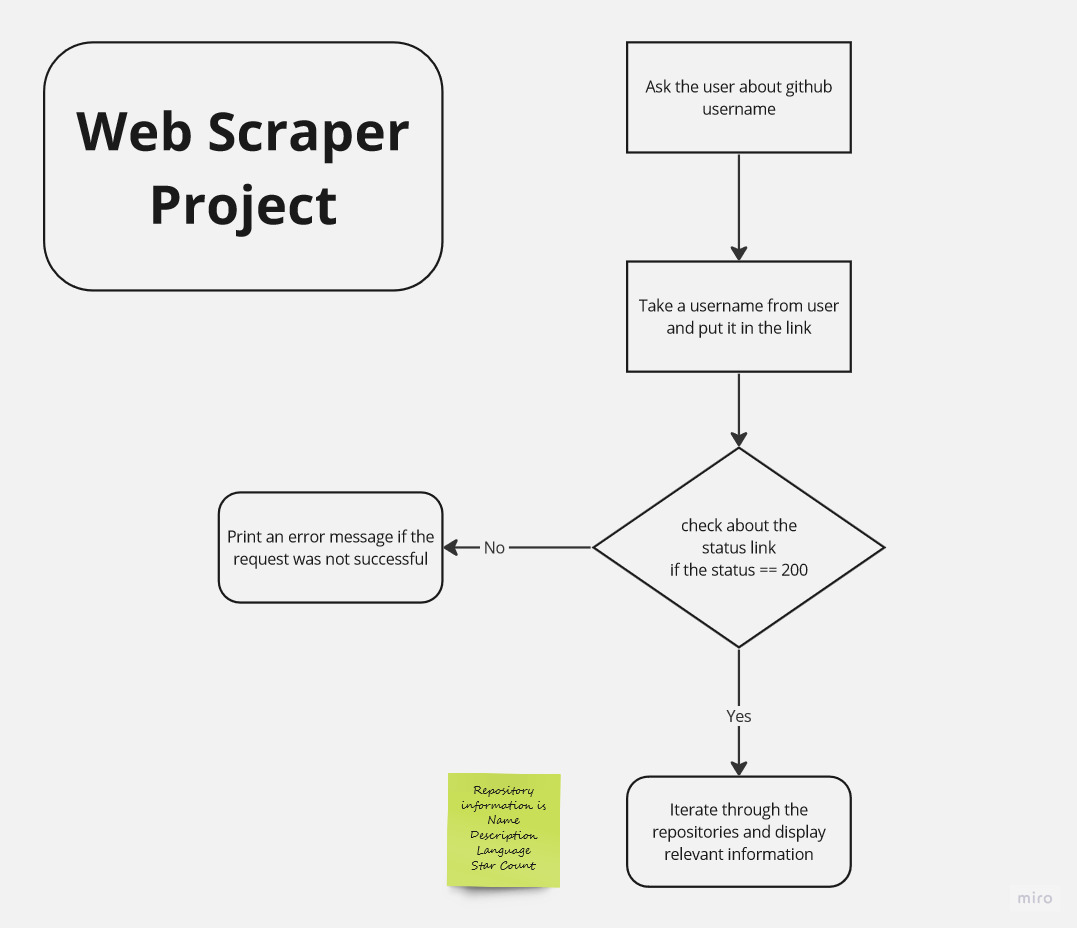 Web Scraper
Project
Ask the user about github
username
Take a username from user
and put it in the link
check about the
status link
if the status == 200
No
Print an error message if the
request was not successful
Yes
Iterate through the
repositories and display
relevant information
Repository
information is
Name
Description
Language
Star Count
miro